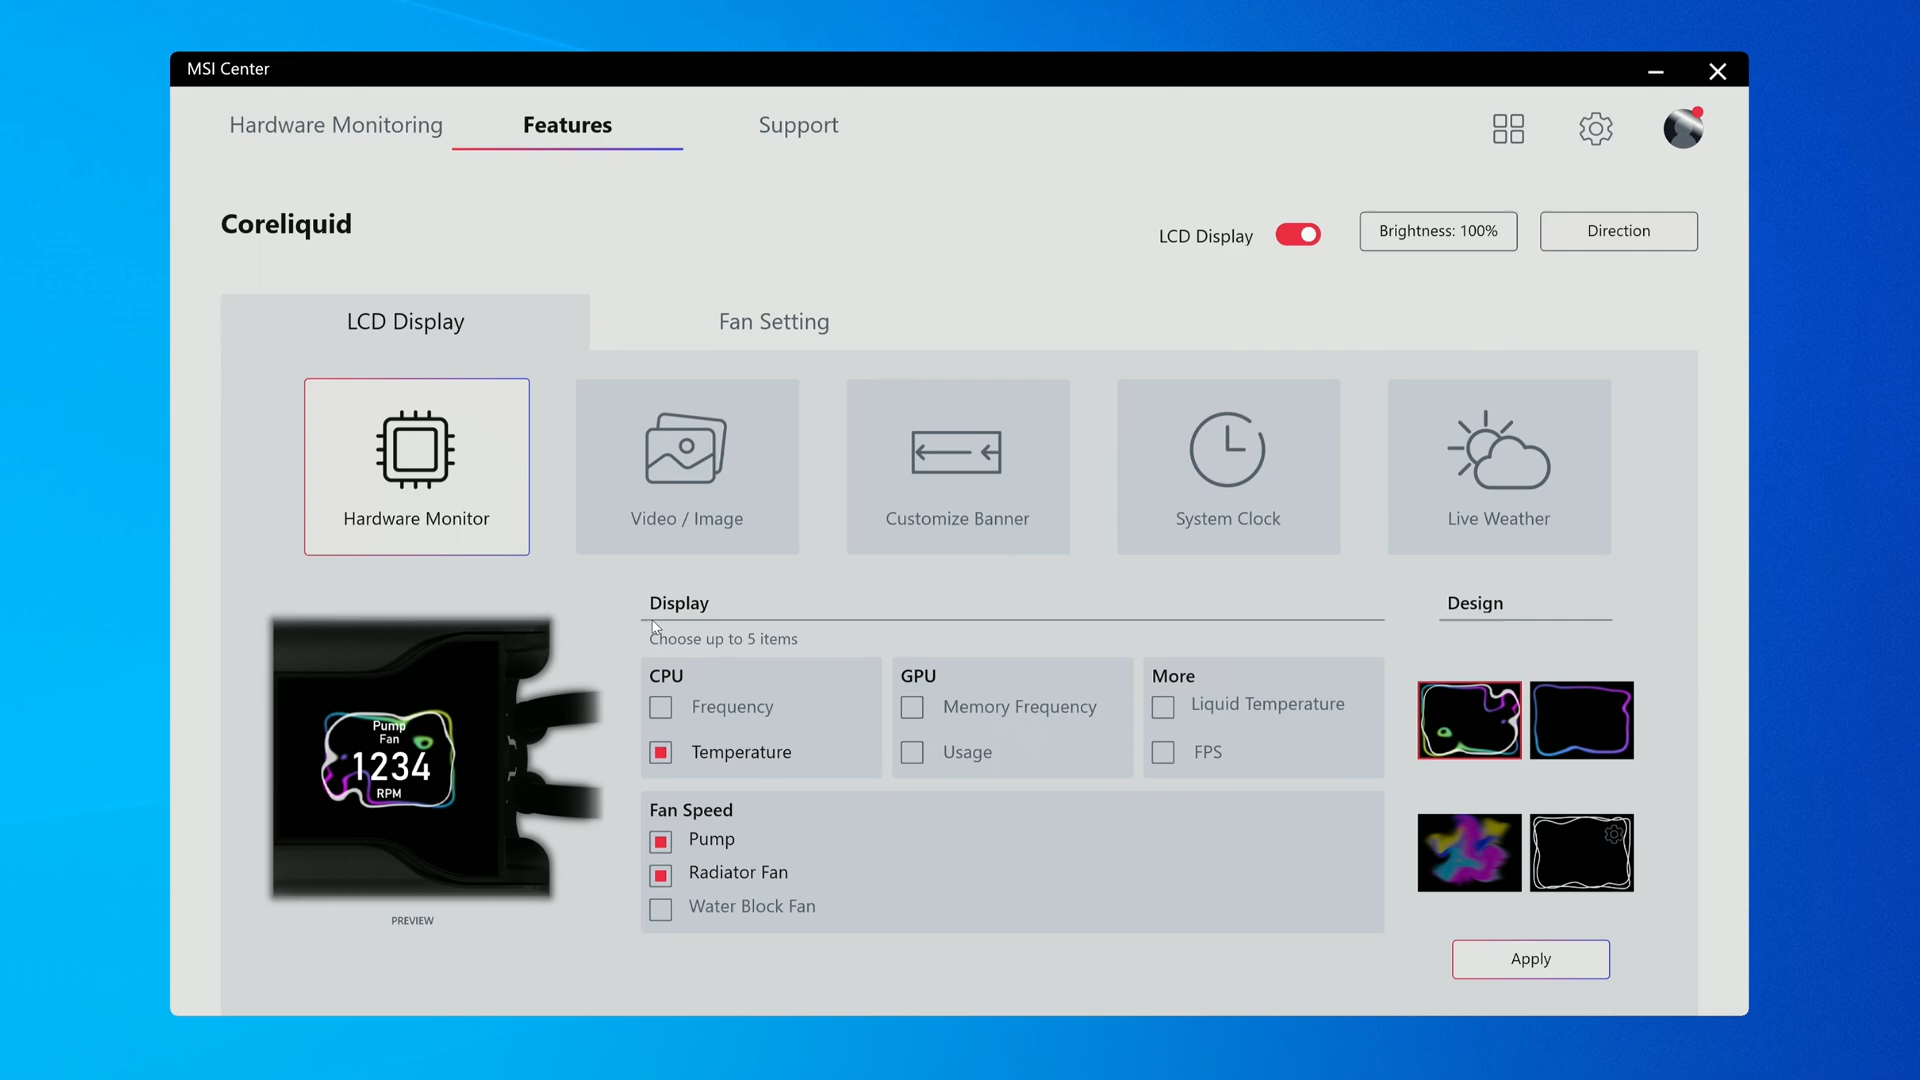 MSI Center
Hardware Monitoring
Features
Support
Coreliquid
LCD Display
Brightness: 100%
Direction
LCD Display
Fan Setting
Hardware Monitor
Video / Image
Customize Banner
System Clock
Live Weather
Display
Design
Choose up to 5 items
CPU
GPU
More
Frequency
Memory Frequency
Liquid Temperature
Temperature
Usage
FPS
Fan Speed
Pump
Radiator Fan
Water Block Fan
Pump
Fan
1234
RPM
PREVIEW
Apply